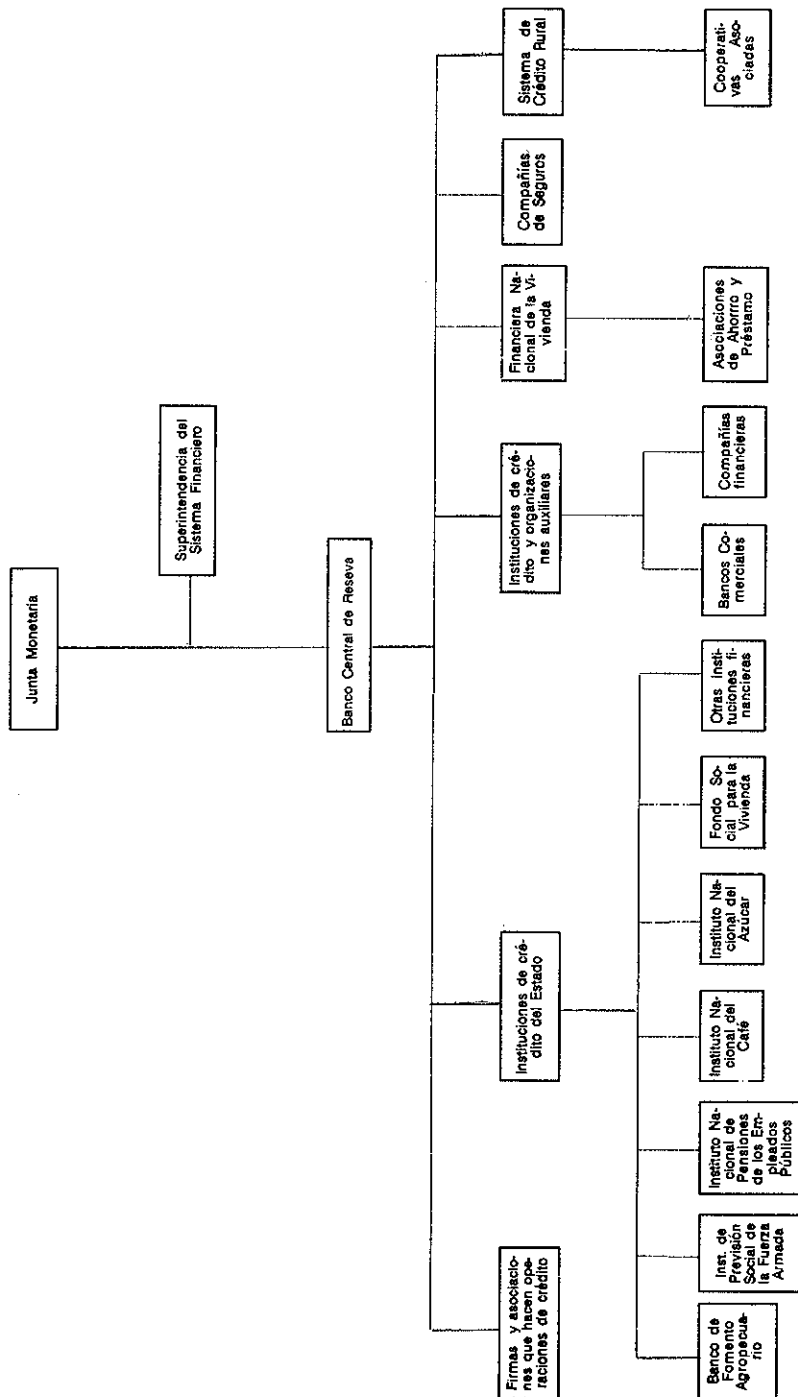 Junta Monetaria
Superintendencia del
Sistema Financiero
Banco Central de Reseva
Firmas y asociacio-
nes que hacen ope-
raciones de crédito
Instituciones de cré-
dito del Estado
Instituciones de cré-
dito y organizacio-
nes auxiliares
Financiera Na-
cional de la Vi-
vienda
Compañías
de Seguros
Sistema de
Crédito Rural
Banco de
Fomento
Agropecua-
rio
Inst. de
Previsión
Social de
la Fuerza
Armada
Instituto Na-
cional de
Pensiones
de los Em-
pleados
Públicos
Instituto Na-
cional del
Café
Instituto Na-
cional del
Azúcar
Fondo So-
cial para la
Vivienda
Otras Insti-
tuciones fi-
nancieras
Bancos Co-
merciales
Compañías
financieras
Asociaciones
de Ahorrro y
Préstamo
Cooperati-
vas Aso-
ciadas